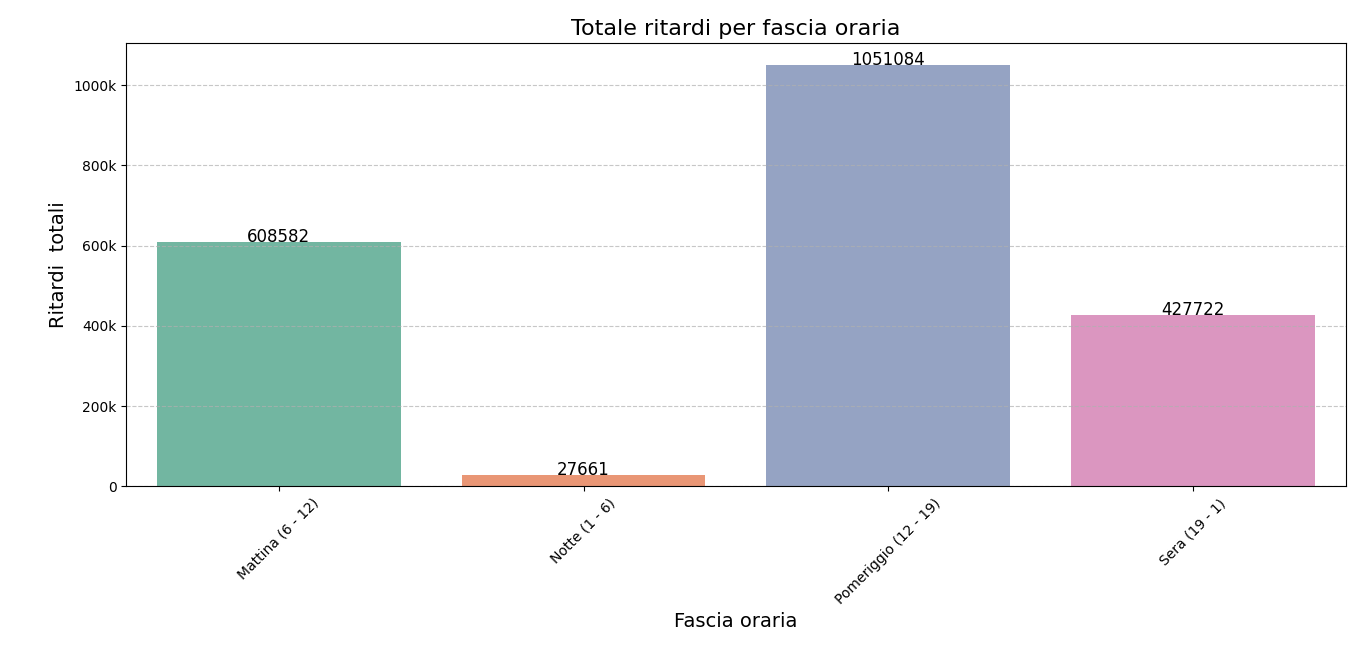 Totale ritardi per fascia oraria
Ritardi  totali
1000k
800k
600k
400k
200k
0
608582
27661
1051084
427722
Mattina (6 - 12)
Notte (1 - 6)
Pomeriggio (12 - 19)
Sera (19 - 1)
Fascia oraria